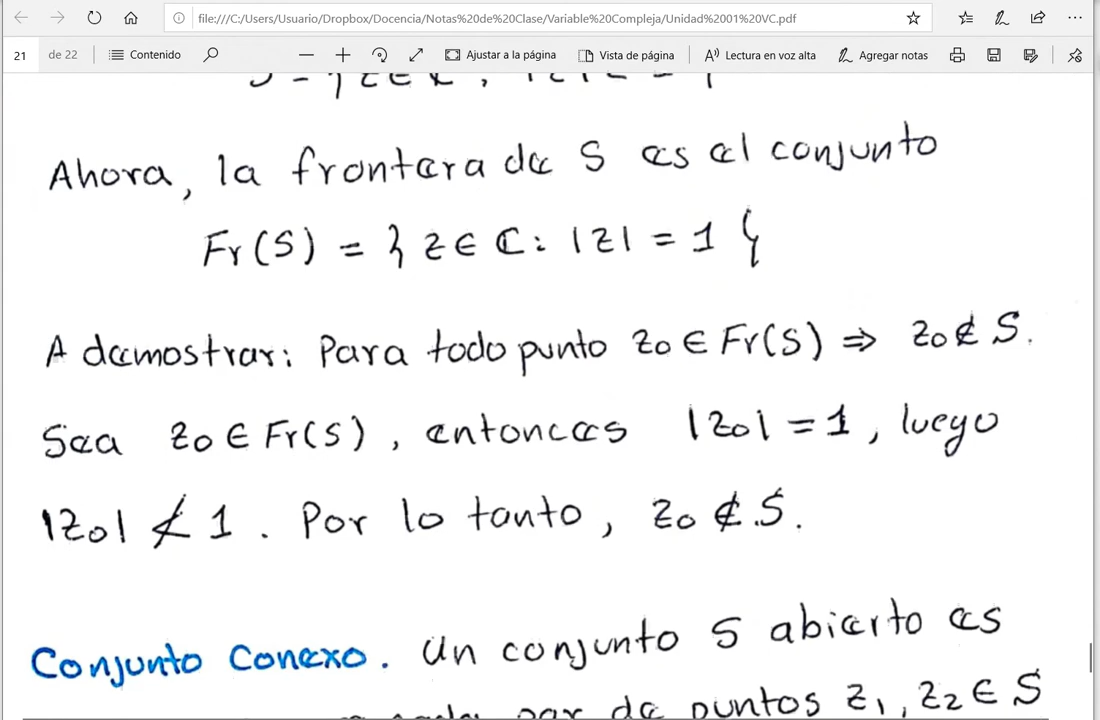 file:///C:/Users/Usuario/Dropbox/Docencia/Notas%20de%20Clase/Variable%20Compleja/Unidad%2001%20VC.pdf
21 de 22 Contenido Ajustar a la página Vista de página Lectura en voz alta Agregar notas
Ahora, la frontera de S es el conjunto
Fr(S) = { z ∈ ℂ : |z| = 1 }
A demostrar: Para todo punto z₀ ∈ Fr(S) ⇒ z₀ ∉ S.
Sea z₀ ∈ Fr(S), entonces |z₀| = 1, luego
|z₀| ≮ 1. Por lo tanto, z₀ ∉ S.
Conjunto Conexo. Un conjunto S abierto es
par de puntos z₁, z₂ ∈ S